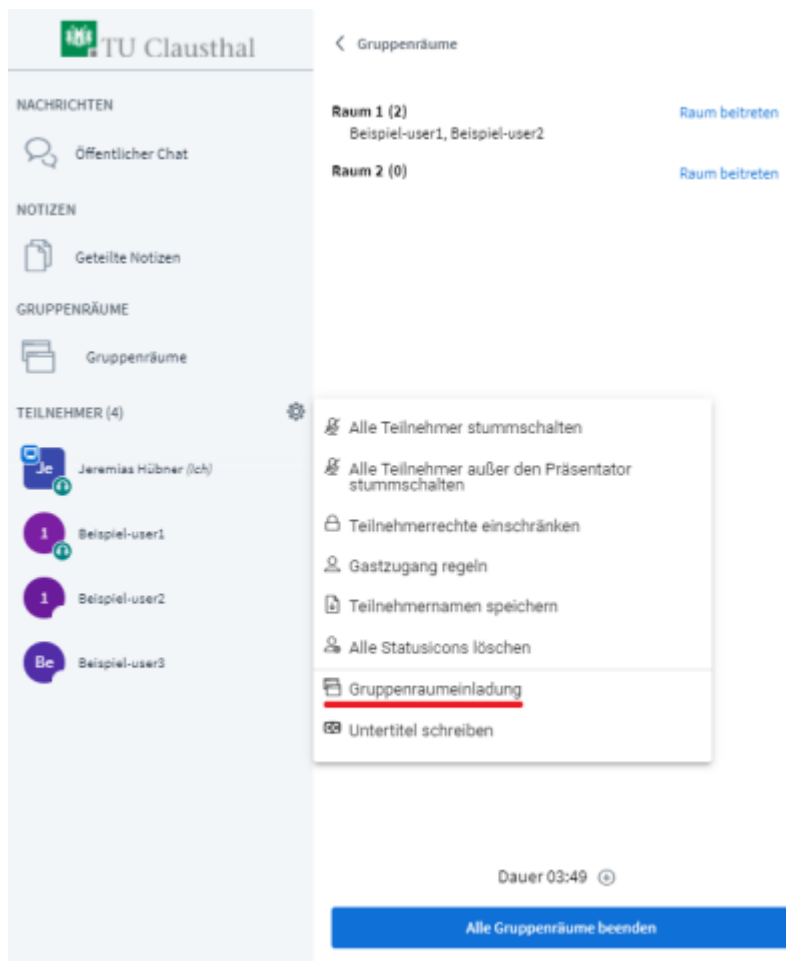 TU Clausthal
NACHRICHTEN
Öffentlicher Chat
NOTIZEN
Geteilte Notizen
GRUPPENRÄUME
Gruppenräume
TEILNEHMER (4)
Je
Jeremias Hübner (Ich)
1
Beispiel-user1
1
Beispiel-user2
Be
Beispiel-user3
Gruppenräume
Raum 1 (2)
Raum beitreten
Beispiel-user1, Beispiel-user2
Raum 2 (0)
Raum beitreten
Alle Teilnehmer stummschalten
Alle Teilnehmer außer den Präsentator
stummschalten
Teilnehmerrechte einschränken
Gastzugang regeln
Teilnehmernamen speichern
Alle Statusicons löschen
Gruppenraumeinladung
Untertitel schreiben
Dauer 03:49
Alle Gruppenräume beenden